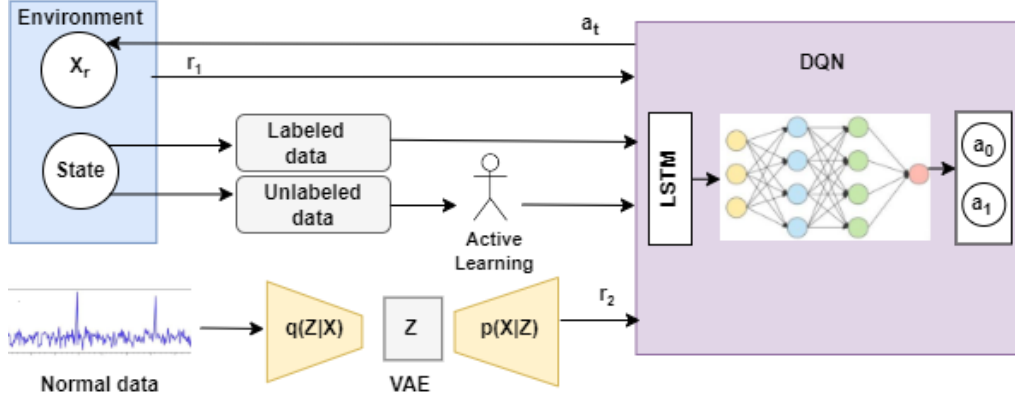 Environment
a_t
DQN
X_r
r_1
Labeled
data
State
Unlabeled
data
LSTM
a_0
a_1
Active
Learning
r_2
q(Z|X)
Z
p(X|Z)
Normal data
VAE